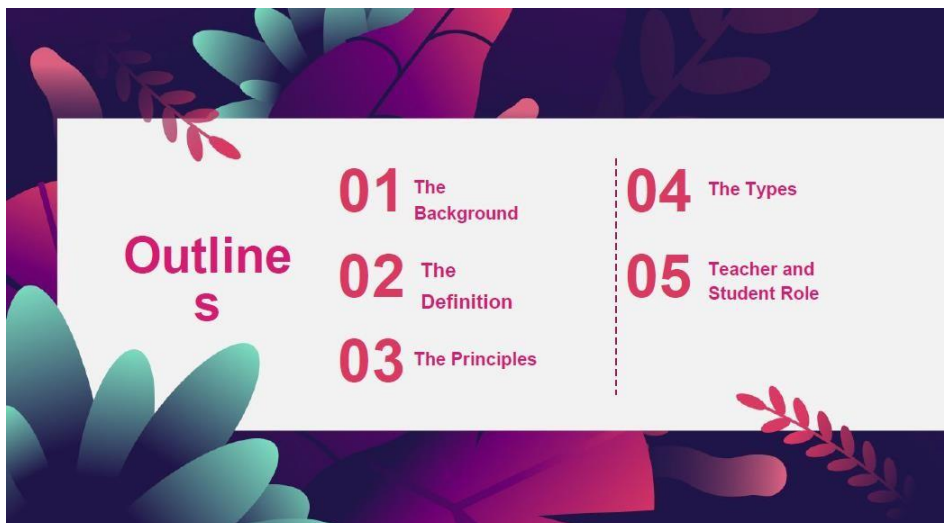 Outline
s
01
The
Background
02
The
Definition
03
The Principles
04
The Types
05
Teacher and
Student Role